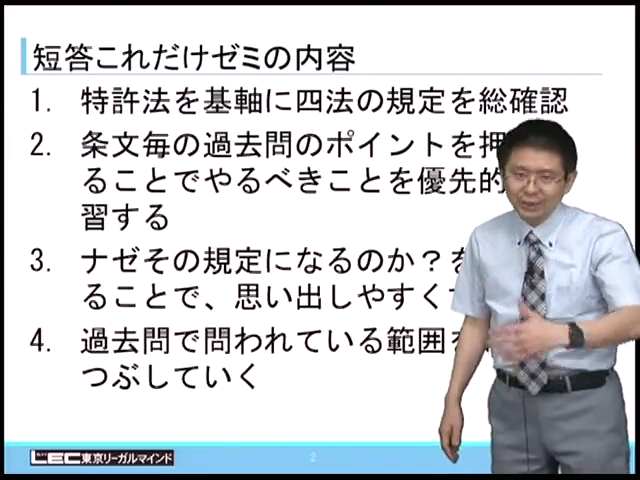 短答これだけゼミの内容
1. 特許法を基軸に四法の規定を総確認
2. 条文毎の過去問のポイントを押
ることでやるべきことを優先的
習する
3. ナゼその規定になるのか？を
ることで、思い出しやすく
4. 過去問で問われている範囲を
つぶしていく
LEC東京リーガルマインド
2